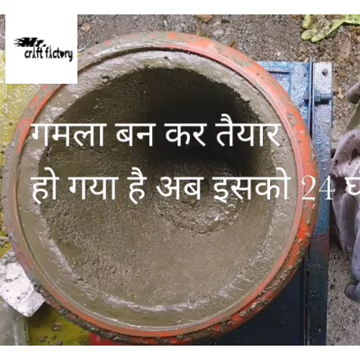 Mr.
craft factory
गमला बन कर तैयार
हो गया है अब इसको 24